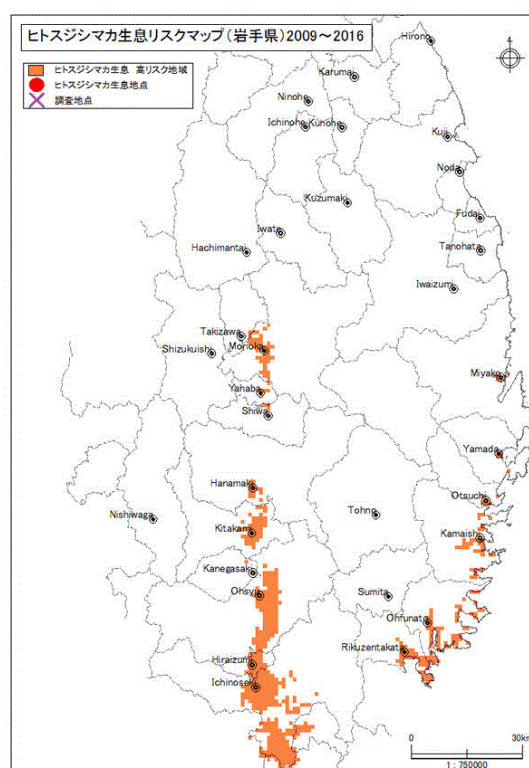 ヒトスジシマカ生息リスクマップ(岩手県)2009～2016
ヒトスジシマカ生息 高リスク地域
ヒトスジシマカ生息地点
調査地点
4
Hirono
Karumai
Ninohe
Ichinohe
Kunohe
Kuji
Noda
Kuzumaki
Fudai
Iwate
Tanohata
Hachimantai
Iwaizumi
Takizawa
Morioka
Shizukuishi
Miyako
Yahaba
Shiwa
Yamada
Hanamaki
Otsuchi
Nishiwaga
Tohno
Kitakami
Kamaishi
Kanegasaki
Ohsyu
Sumita
Ohfunato
Rikuzentakata
Hiraizumi
Ichinoseki
0 30km
1：750000